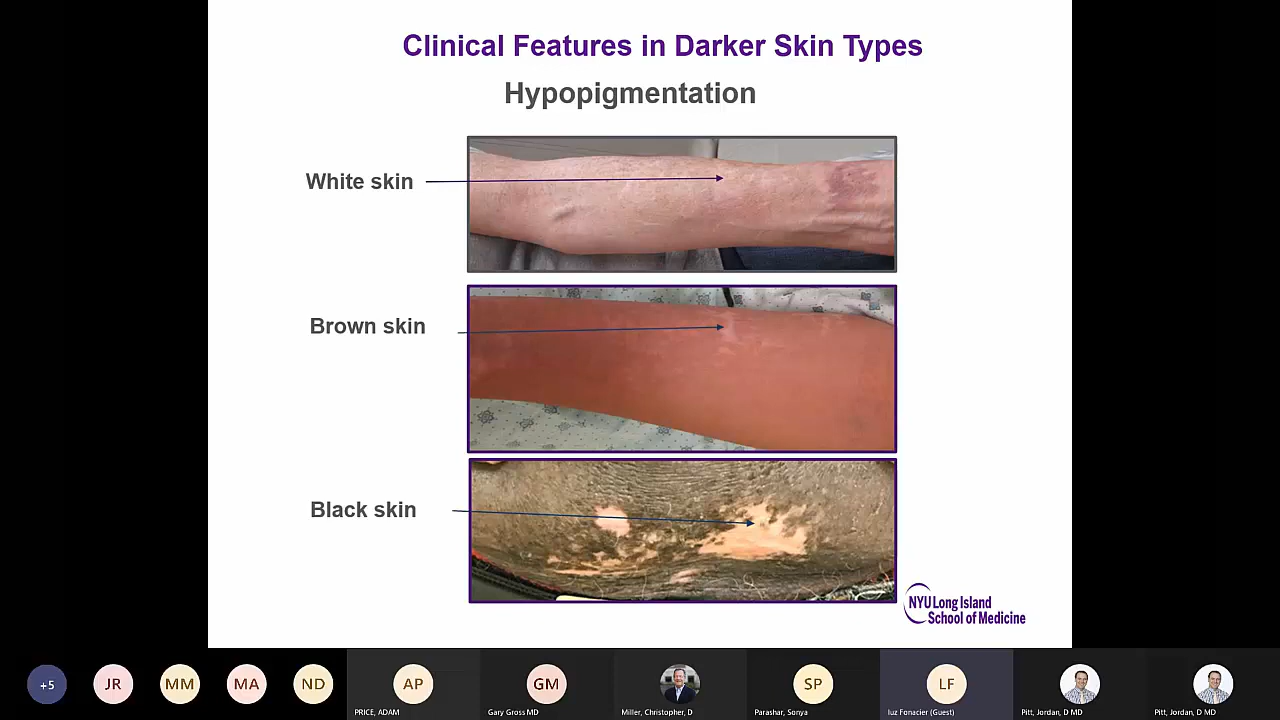 Clinical Features in Darker Skin Types
Hypopigmentation
White skin
Brown skin
Black skin
NYU Long Island
School of Medicine
+5
JR
MM
MA
ND
AP
GM
SP
LF
PRICE, ADAM
Gary Gross MD
Miller, Christopher, D
Parashar, Sonya
luz Fonacier (Guest)
Pitt, Jordan, D MD
Pitt, Jordan, D MD